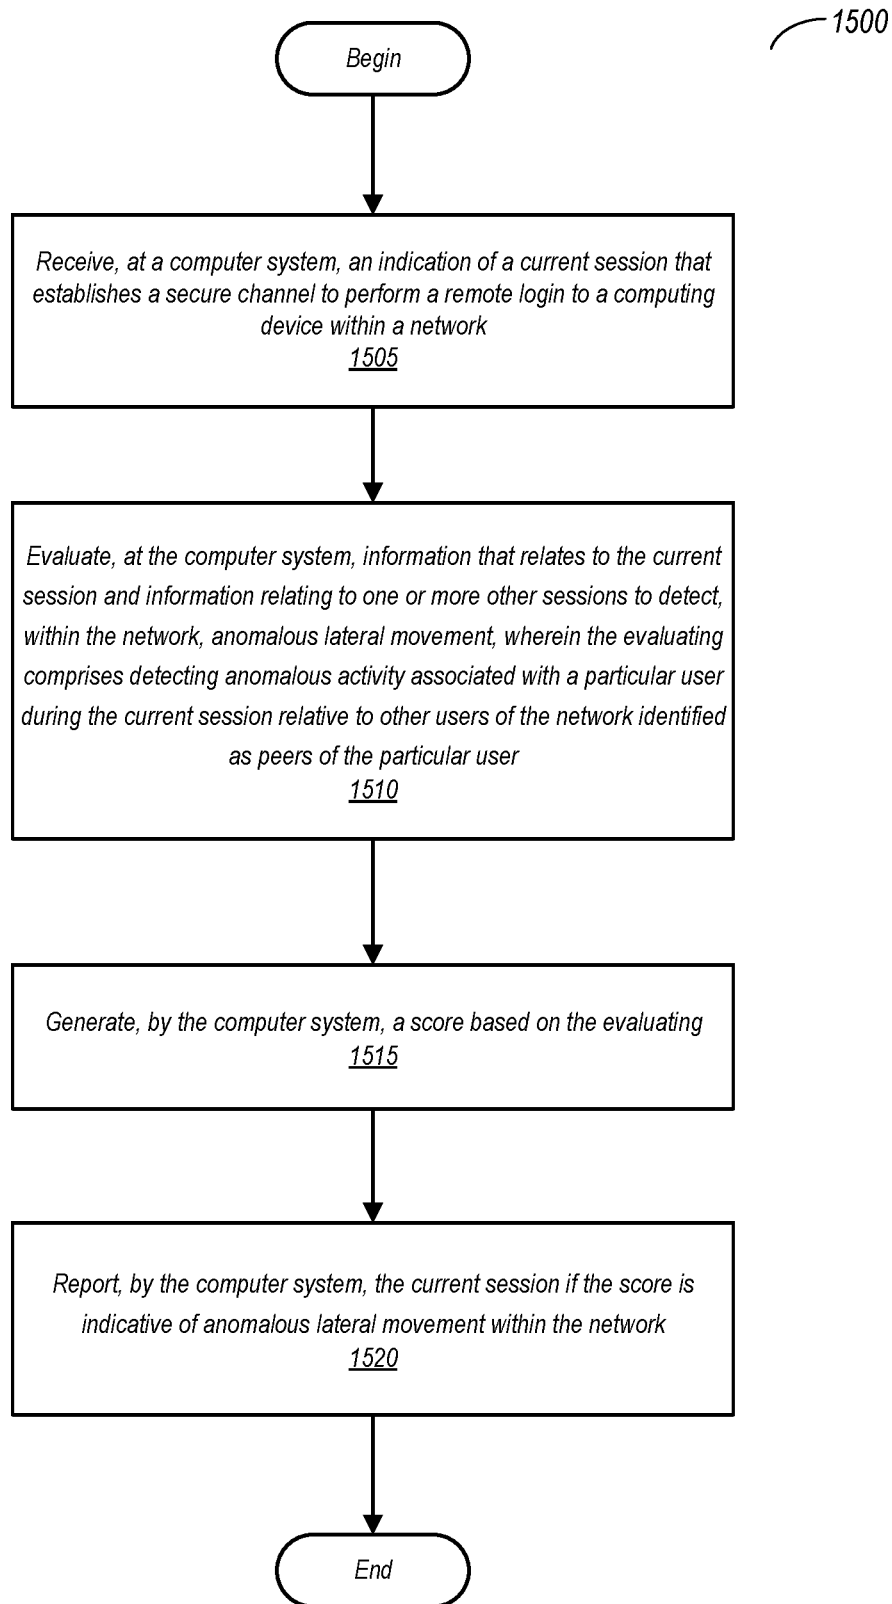 1500
Begin
Receive, at a computer system, an indication of a current session that
establishes a secure channel to perform a remote login to a computing
device within a network
1505
Evaluate, at the computer system, information that relates to the current
session and information relating to one or more other sessions to detect,
within the network, anomalous lateral movement, wherein the evaluating
comprises detecting anomalous activity associated with a particular user
during the current session relative to other users of the network identified
as peers of the particular user
1510
Generate, by the computer system, a score based on the evaluating
1515
Report, by the computer system, the current session if the score is
indicative of anomalous lateral movement within the network
1520
End